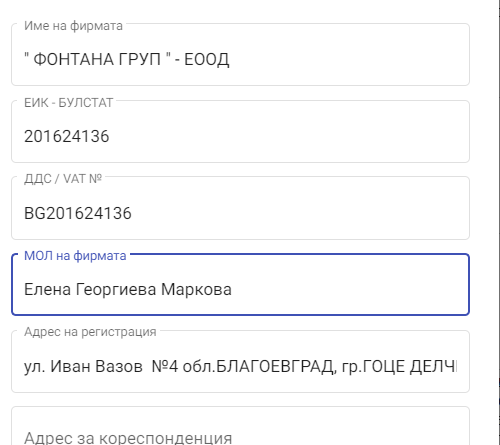 Име на фирмата
" ФОНТАНА ГРУП " - ЕООД
ЕИК - БУЛСТАТ
201624136
ДДС / VAT №
BG201624136
МОЛ на фирмата
Елена Георгиева Маркова
Адрес на регистрация
ул. Иван Вазов №4 обл.БЛАГОЕВГРАД, гр.ГОЦЕ ДЕЛЧ
Адрес за кореспонденция